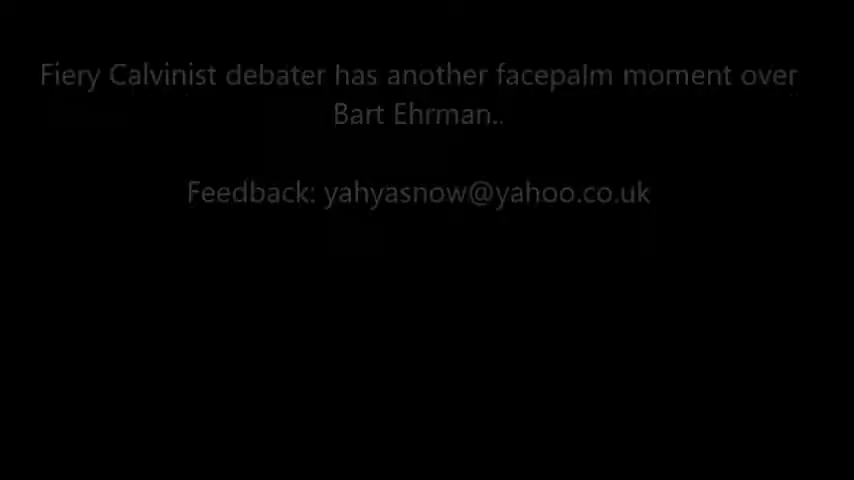 Fiery Calvinist debater has another facepalm moment over
Bart Ehrman..
Feedback: yahyasnow@yahoo.co.uk